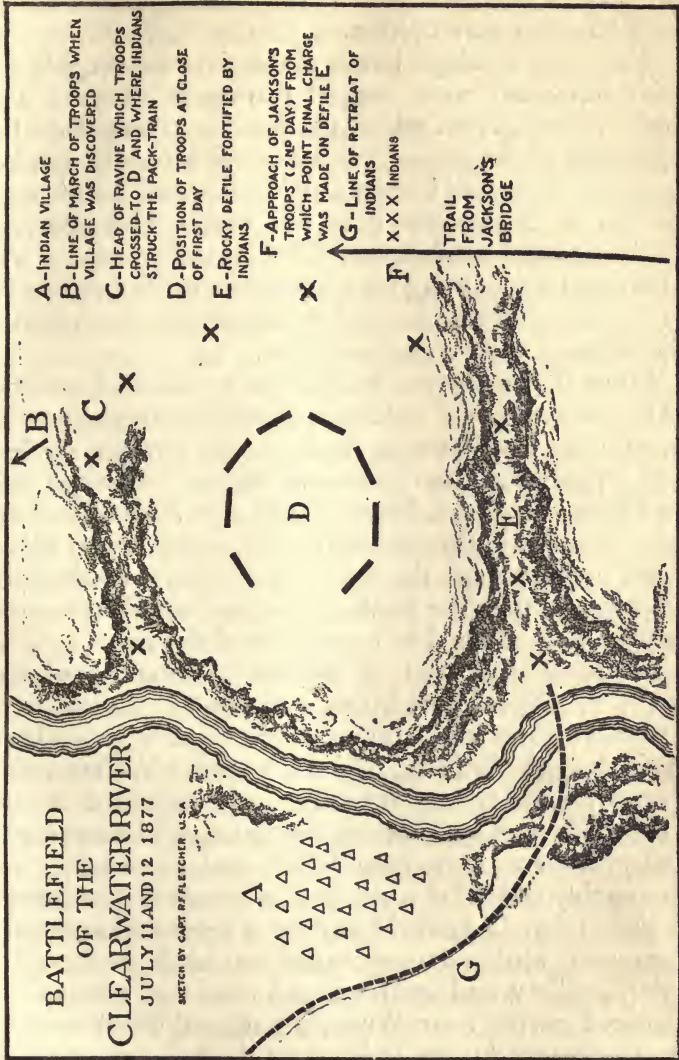 BATTLEFIELD
OF THE
CLEARWATER RIVER
JULY 11 AND 12 1877
SKETCH BY CAPT RFFLETCHER U.S.A.
A-INDIAN VILLAGE
B-LINE OF MARCH OF TROOPS WHEN
VILLAGE WAS DISCOVERED
C-HEAD OF RAVINE WHICH TROOPS
CROSSED TO D AND WHERE INDIANS
STRUCK THE PACK-TRAIN
D-POSITION OF TROOPS AT CLOSE
OF FIRST DAY
E-ROCKY DEFILE FORTIFIED BY
INDIANS
F-APPROACH OF JACKSON'S
TROOPS (2ND DAY) FROM
WHICH POINT FINAL CHARGE
WAS MADE ON DEFILE E
G-LINE OF RETREAT OF
INDIANS
X X X INDIANS
TRAIL
FROM
JACKSON'S
BRIDGE
A
B
C
D
E
F
G